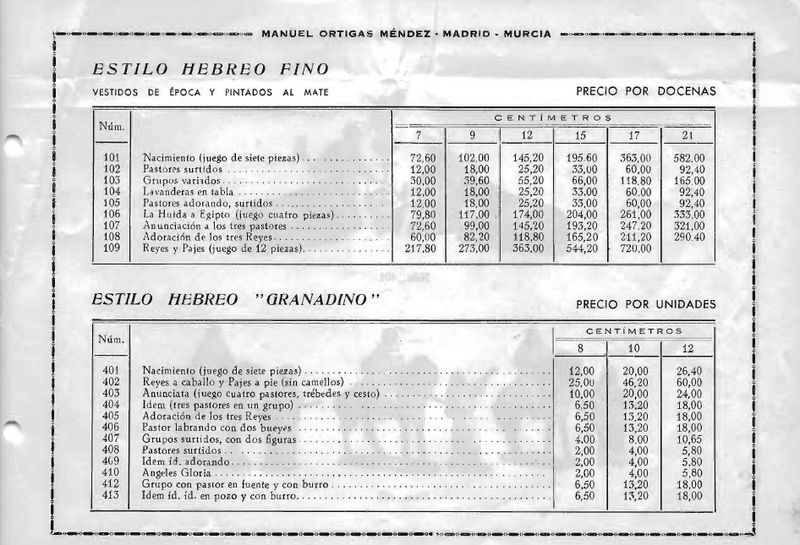 MANUEL ORTIGAS MÉNDEZ - MADRID - MURCIA
ESTILO HEBREO FINO
VESTIDOS DE ÉPOCA Y PINTADOS AL MATE PRECIO POR DOCENAS
Núm. CENTÍMETROS
7 9 12 15 17 21
101 Nacimiento (juego de siete piezas) 72,60 102,00 145,20 195,60 363,00 582,00
102 Pastores surtidos 12,00 18,00 25,20 33,00 60,00 92,40
103 Grupos variados 30,00 39,60 55,20 66,00 118,80 165,00
104 Lavanderas en tabla 12,00 18,00 25,20 33,00 60,00 92,40
105 Pastores adorando, surtidos 12,00 18,00 25,20 33,00 60,00 92,40
106 La Huida a Egipto (juego cuatro piezas) 79,80 117,00 174,00 204,00 261,00 333,00
107 Anunciación a los tres pastores 72,60 99,00 145,20 193,20 247,20 321,00
108 Adoración de los tres Reyes 60,00 82,20 118,80 165,20 211,20 290,40
109 Reyes y Pajes (juego de 12 piezas) 217,80 273,00 363,00 544,20 720,00
ESTILO HEBREO "GRANADINO" PRECIO POR UNIDADES
Núm. CENTÍMETROS
8 10 12
401 Nacimiento (juego de siete piezas) 12,00 20,00 26,40
402 Reyes a caballo y Pajes a pie (sin camellos) 25,00 46,20 60,00
403 Anunciata (juego cuatro pastores, trébedes y cesto) 10,00 20,00 24,00
404 Idem (tres pastores en un grupo) 6,50 13,20 18,00
405 Adoración de los tres Reyes 6,50 13,20 18,00
406 Pastor labrando con dos bueyes 6,50 13,20 18,00
407 Grupos surtidos, con dos figuras 4,00 8,00 10,65
408 Pastores surtidos 2,00 4,00 5,80
409 Idem íd. adorando 2,00 4,00 5,80
410 Angeles Gloria 2,00 4,00 5,80
412 Grupo con pastor en fuente y con burro 6,50 13,20 18,00
413 Idem íd. íd. en pozo y con burro 6,50 13,20 18,00